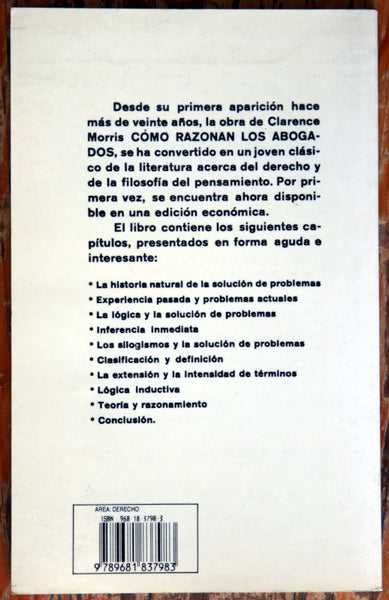 Desde su primera aparición hace
más de veinte años, la obra de Clarence
Morris CÓMO RAZONAN LOS ABOGA-
DOS, se ha convertido en un joven clási-
co de la literatura acerca del derecho y
de la filosofía del pensamiento. Por pri-
mera vez, se encuentra ahora disponi-
ble en una edición económica.
El libro contiene los siguientes ca-
pítulos, presentados en forma aguda e
interesante:
• La historia natural de la solución de problemas
• Experiencia pasada y problemas actuales
• La lógica y la solución de problemas
• Inferencia inmediata
• Los silogismos y la solución de problemas
• Clasificación y definición
• La extensión y la intensidad de términos
• Lógica inductiva
• Teoría y razonamiento
• Conclusión.
ÁREA: DERECHO
ISBN 968-18-3798-3
9 789681 837983